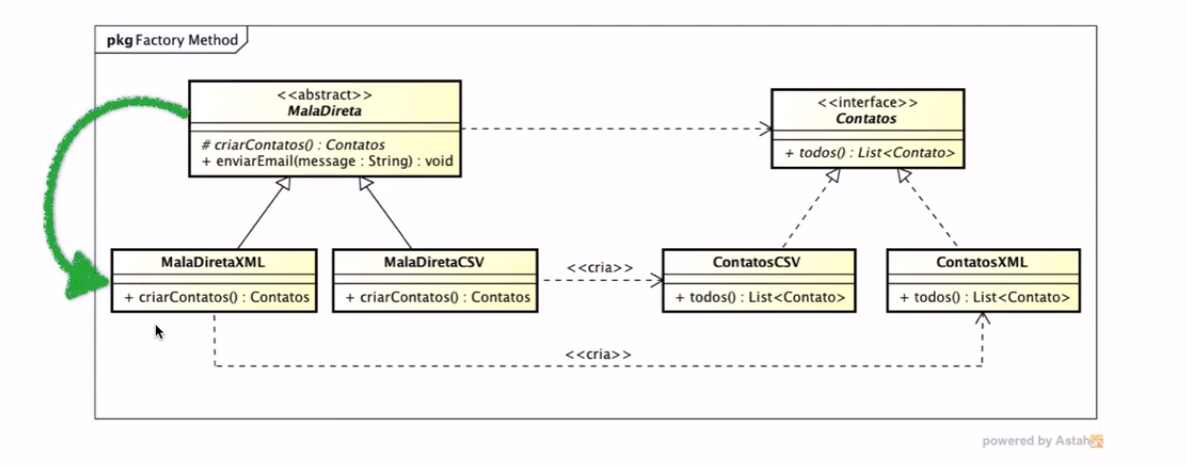 pkg Factory Method
<<abstract>>
MalaDireta
# criarContatos() : Contatos
+ enviarEmail(message : String) : void
<<interface>>
Contatos
+ todos() : List<Contato>
MalaDiretaXML
+ criarContatos() : Contatos
MalaDiretaCSV
+ criarContatos() : Contatos
<<cria>>
ContatosCSV
+ todos() : List<Contato>
ContatosXML
+ todos() : List<Contato>
<<cria>>
powered by Astah